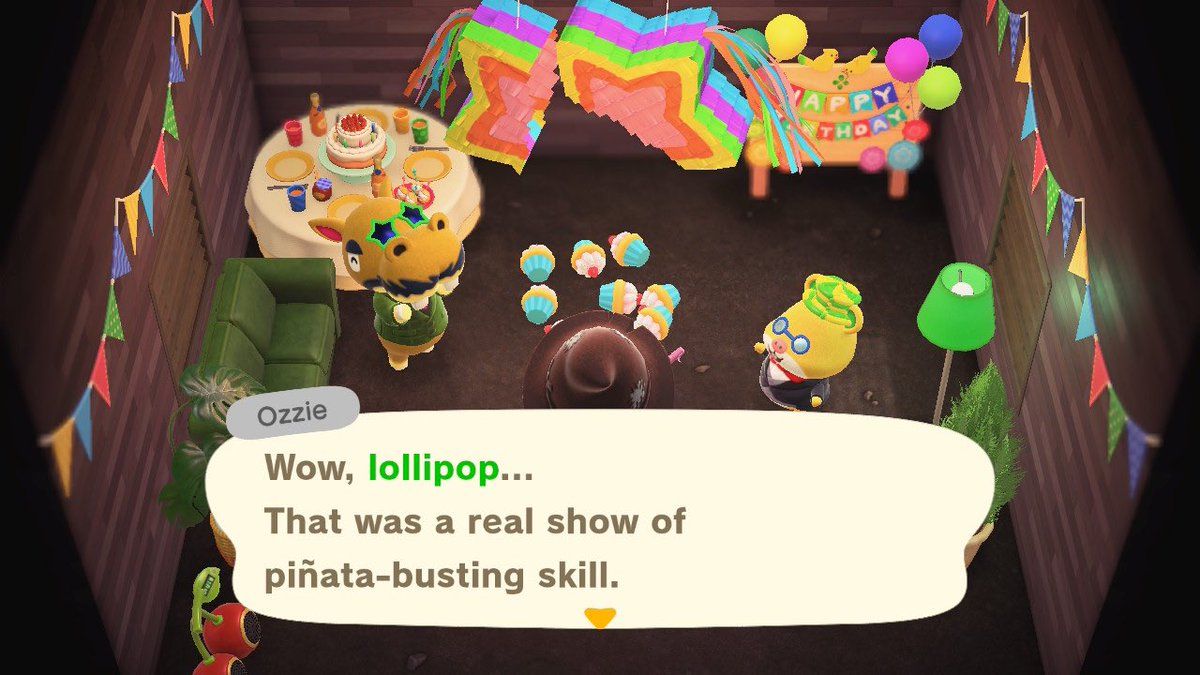 HAPPY
BIRTHDAY
Ozzie
Wow, lollipop...
That was a real show of
piñata-busting skill.